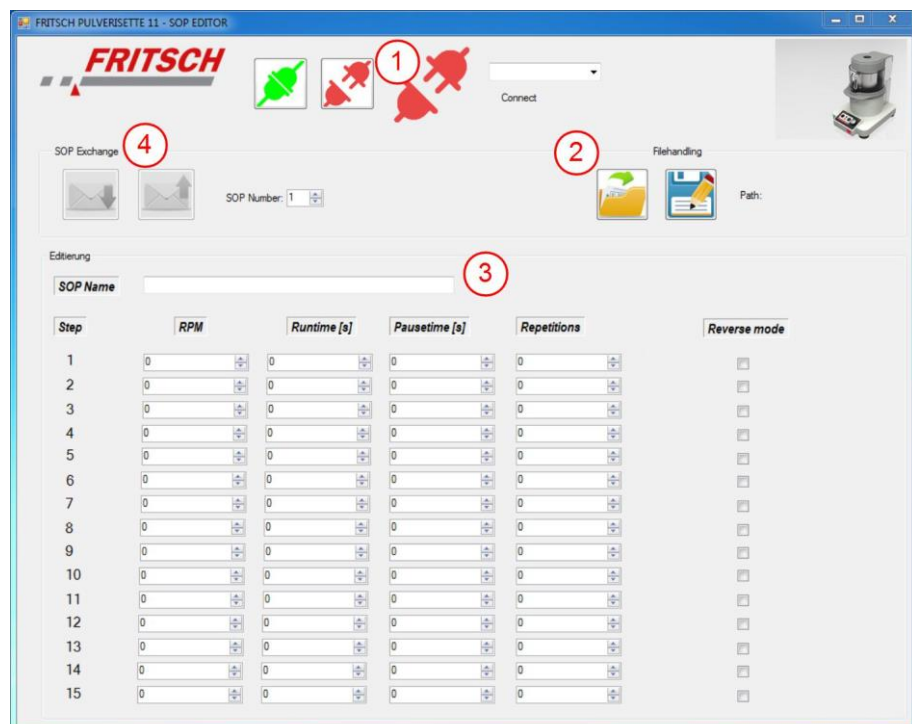 FRITSCH PULVERISETTE 11 - SOP EDITOR
FRITSCH
1
Connect
SOP Exchange
4
2
Filehandling
SOP Number: 1
Path:
Editierung
3
SOP Name
Step RPM Runtime [s] Pausetime [s] Repetitions Reverse mode
1 0 0 0 0
2 0 0 0 0
3 0 0 0 0
4 0 0 0 0
5 0 0 0 0
6 0 0 0 0
7 0 0 0 0
8 0 0 0 0
9 0 0 0 0
10 0 0 0 0
11 0 0 0 0
12 0 0 0 0
13 0 0 0 0
14 0 0 0 0
15 0 0 0 0